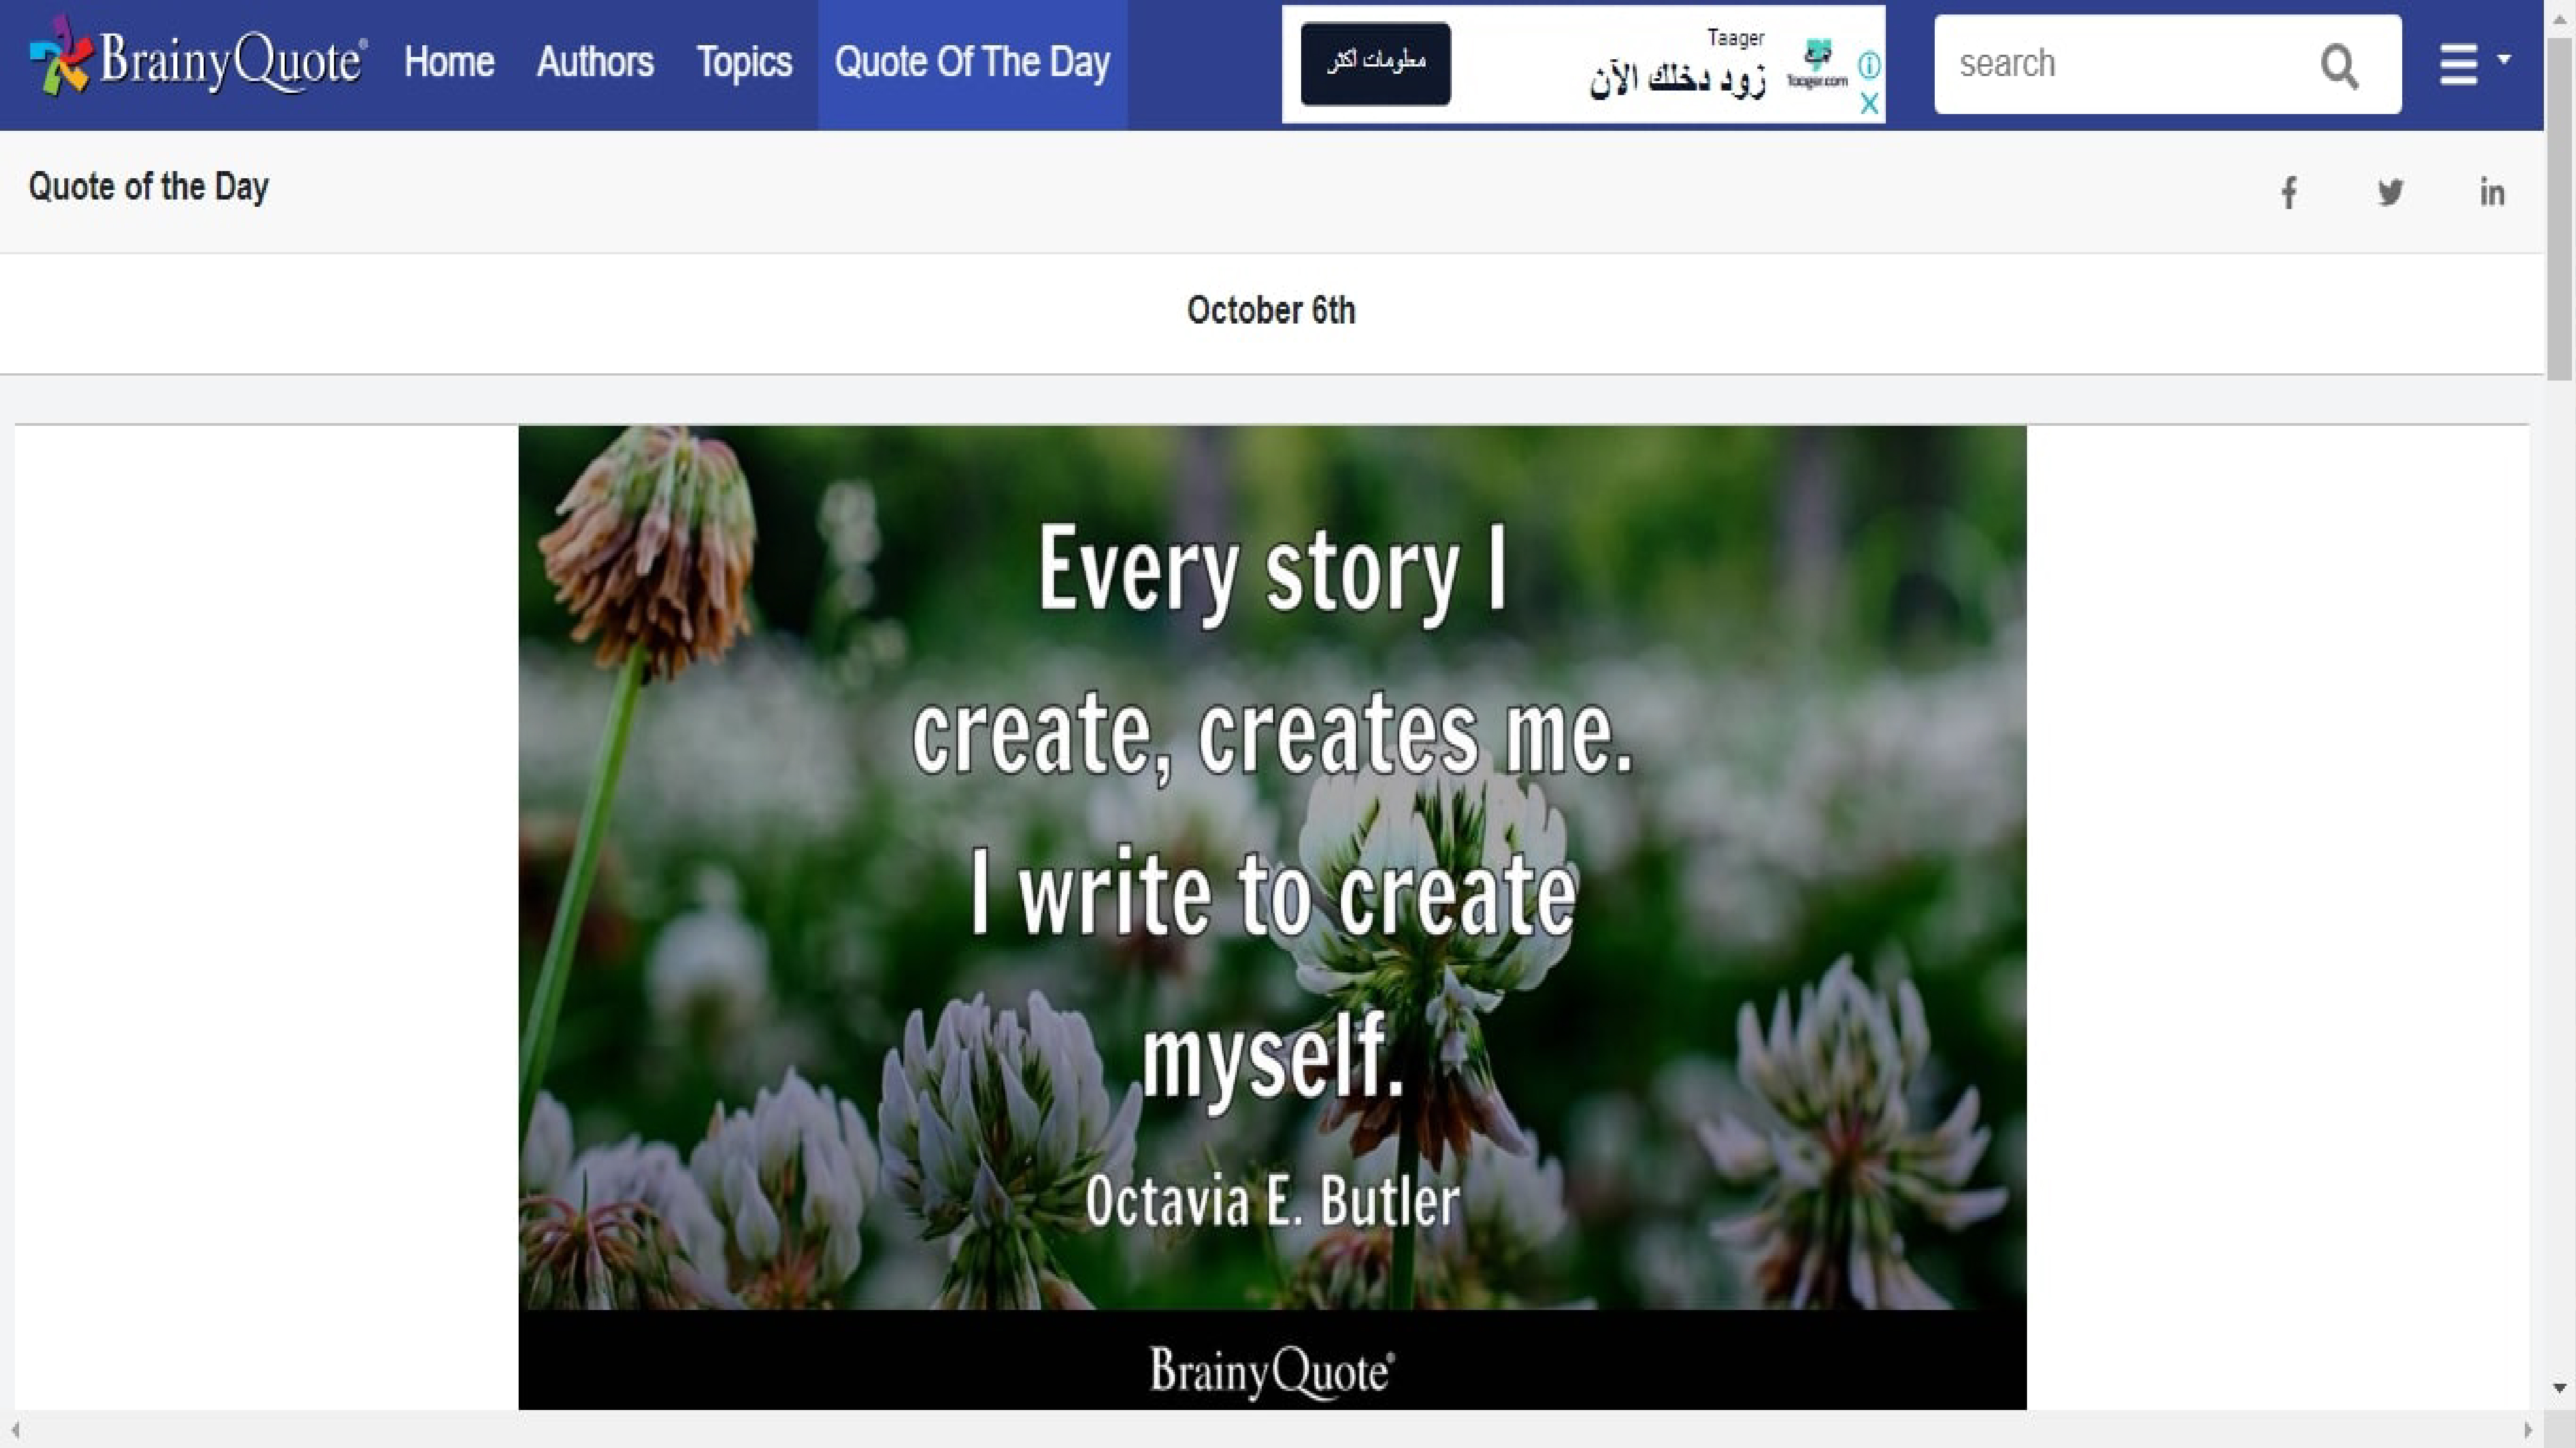 BrainyQuote®
Home
Authors
Topics
Quote Of The Day
معلومات أكثر
Taager
زود دخلك الآن
Taager.com
search
Quote of the Day
October 6th
Every story I
create, creates me.
I write to create
myself.
Octavia E. Butler
BrainyQuote®